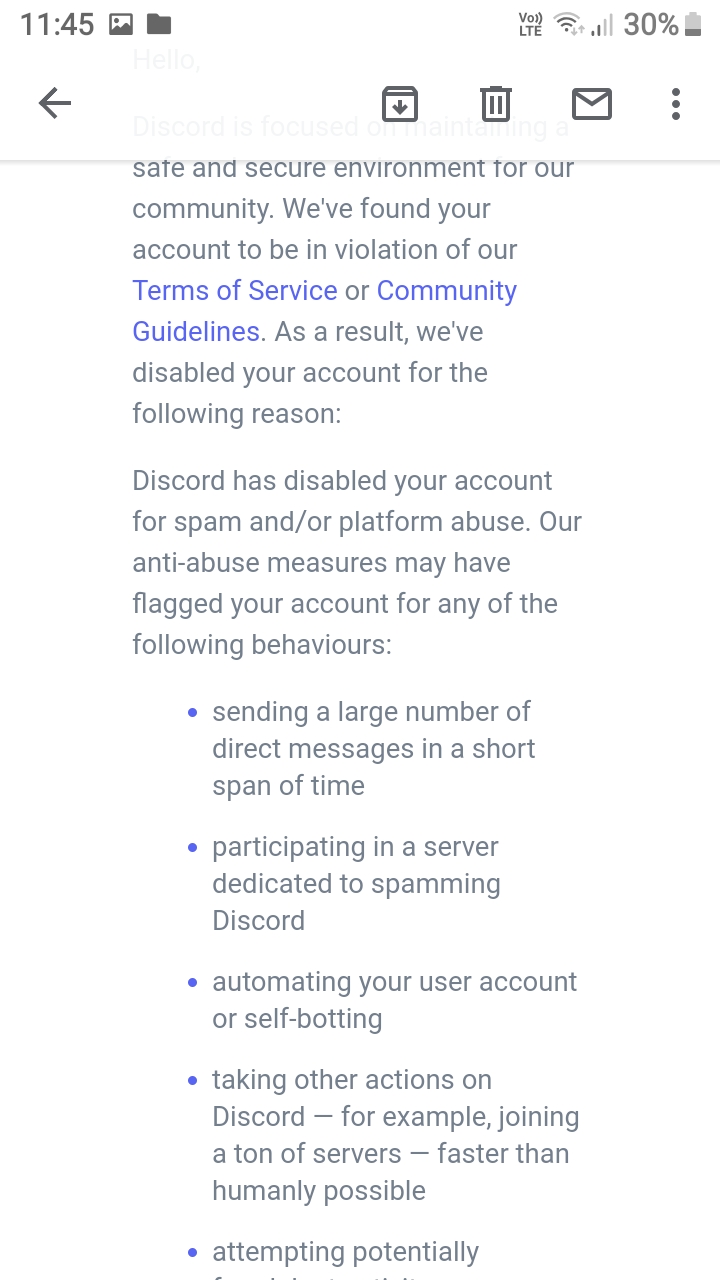 11:45 Vo)) LTE 30%
Hello,
Discord is focused on maintaining a
safe and secure environment for our
community. We've found your
account to be in violation of our
Terms of Service or Community
Guidelines. As a result, we've
disabled your account for the
following reason:
Discord has disabled your account
for spam and/or platform abuse. Our
anti-abuse measures may have
flagged your account for any of the
following behaviours:
• sending a large number of
direct messages in a short
span of time
• participating in a server
dedicated to spamming
Discord
• automating your user account
or self-botting
• taking other actions on
Discord — for example, joining
a ton of servers — faster than
humanly possible
• attempting potentially